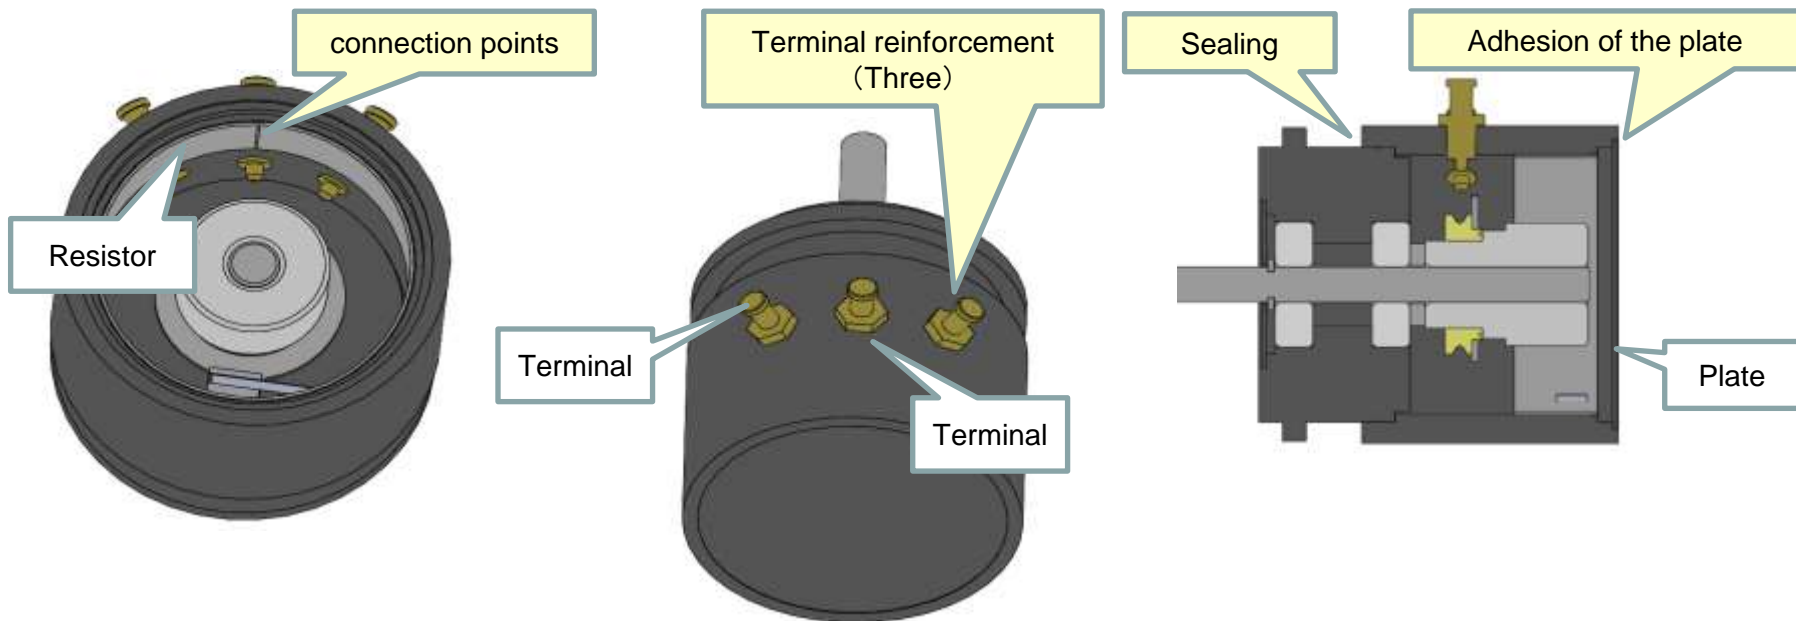 connection points
Resistor
Terminal reinforcement
（Three）
Terminal
Terminal
Sealing
Adhesion of the plate
Plate